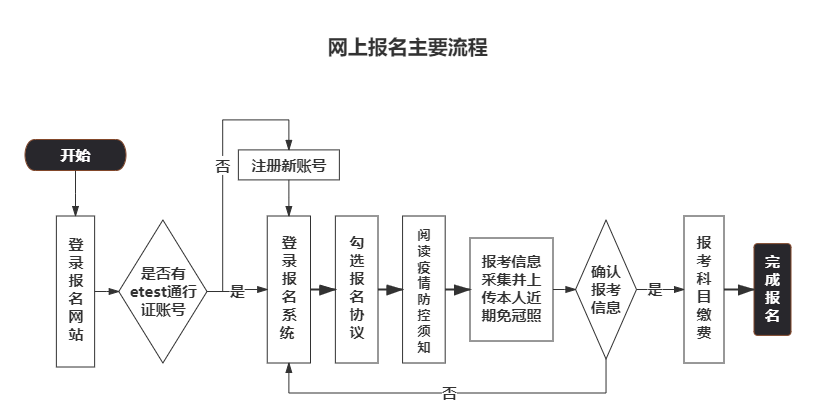 网上报名主要流程
开始
登录报名网站
是否有
etest通行
证账号
否
注册新账号
是
登录报名系统
勾选报名协议
阅读疫情防控须知
报考信息
采集并上
传本人近
期免冠照
确认
报考
信息
是
否
报考科目缴费
完成报名